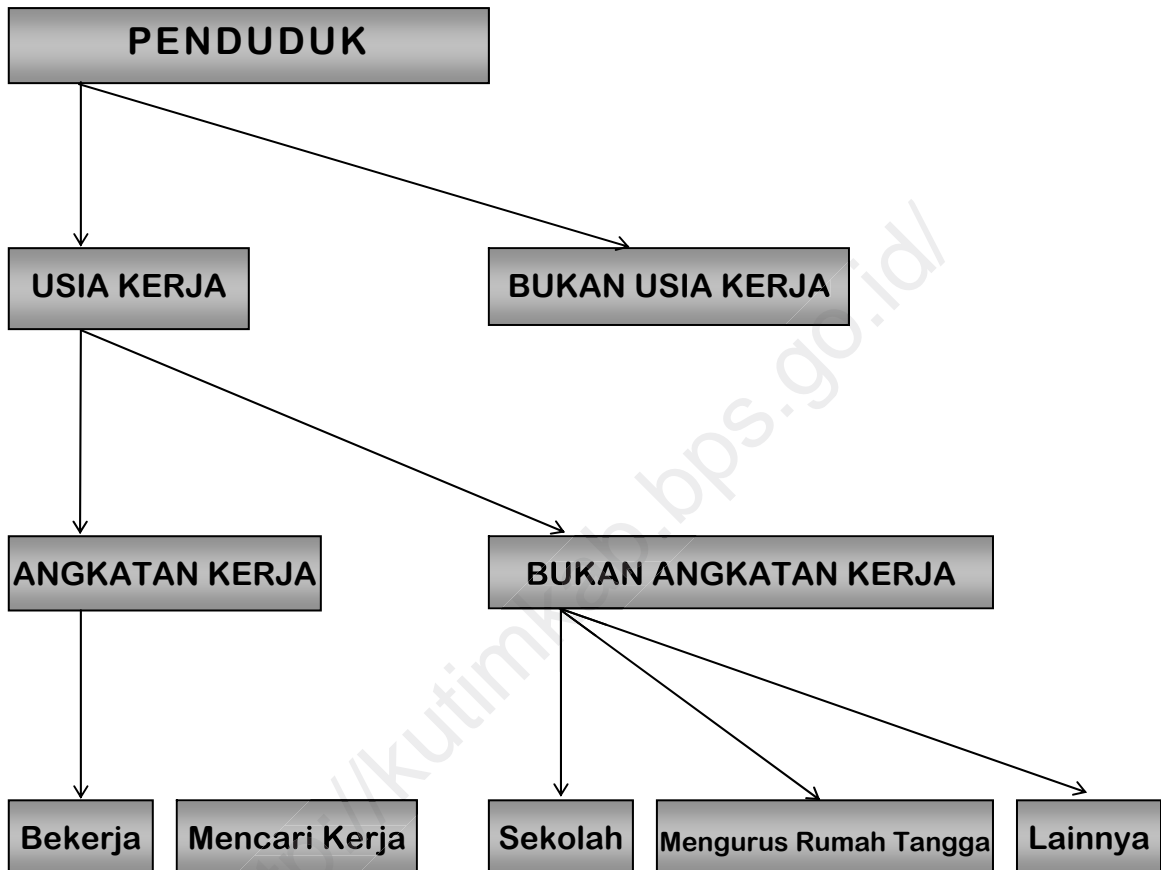 PENDUDUK
USIA KERJA
BUKAN USIA KERJA
ANGKATAN KERJA
BUKAN ANGKATAN KERJA
Bekerja
Mencari Kerja
Sekolah
Mengurus Rumah Tangga
Lainnya
http://kutimkab.bps.go.id/